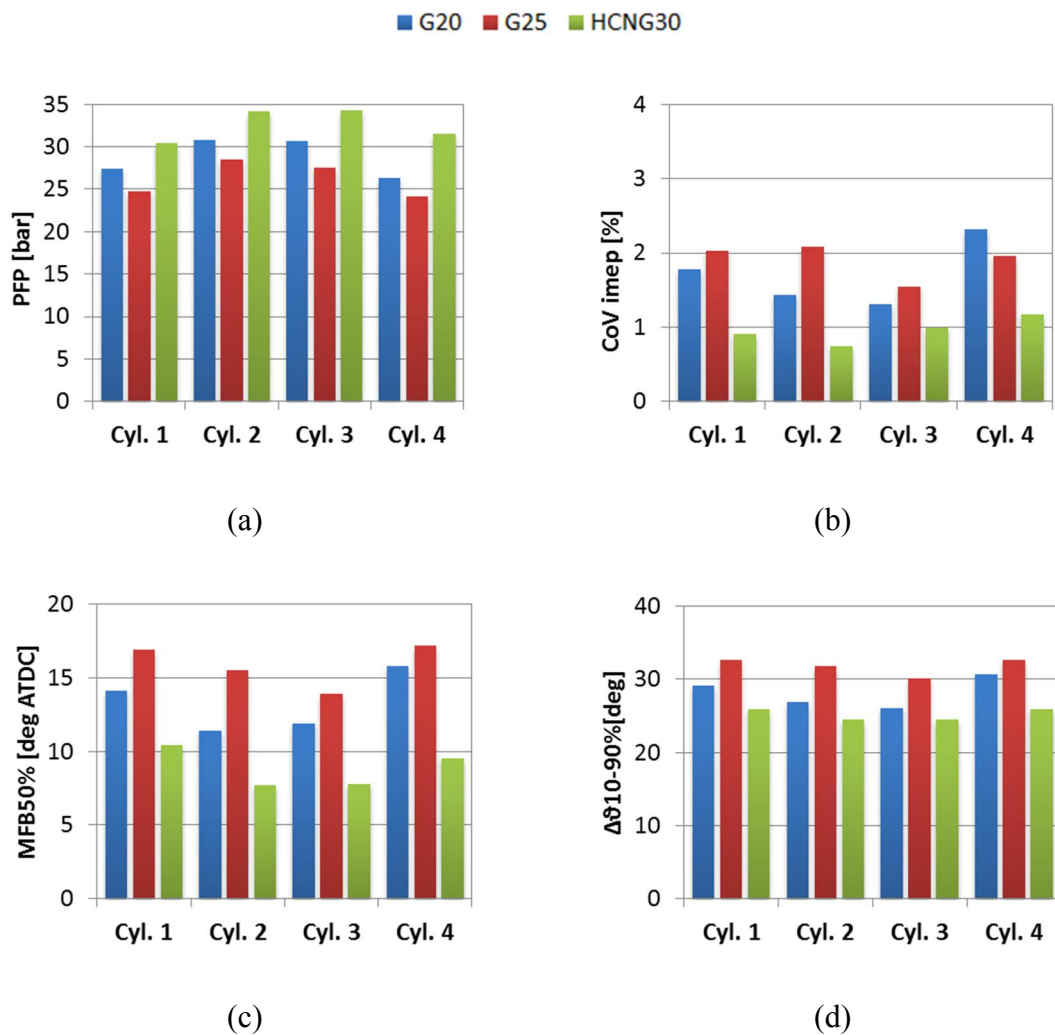 G20 G25 HCNG30
PFP [bar]
35
30
25
20
15
10
5
0
Cyl. 1 Cyl. 2 Cyl. 3 Cyl. 4
(a)
CoV imep [%]
4
3
2
1
0
Cyl. 1 Cyl. 2 Cyl. 3 Cyl. 4
(b)
MFB50% [deg ATDC]
20
15
10
5
0
Cyl. 1 Cyl. 2 Cyl. 3 Cyl. 4
(c)
Δϑ10-90%[deg]
40
30
20
10
0
Cyl. 1 Cyl. 2 Cyl. 3 Cyl. 4
(d)